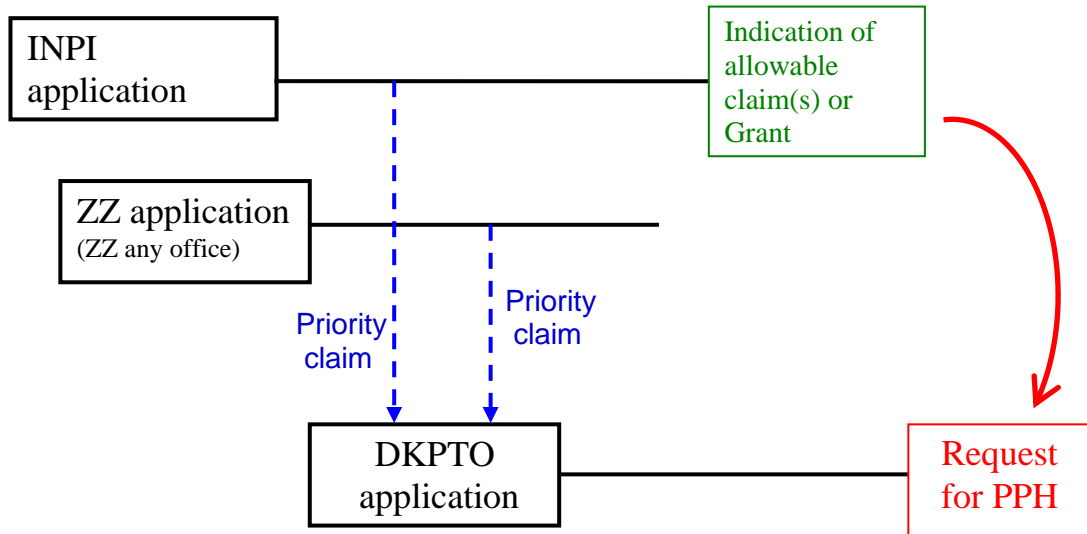 INPI
application
Indication of
allowable
claim(s) or
Grant
ZZ application
(ZZ any office)
Priority
claim
Priority
claim
DKPTO
application
Request
for PPH